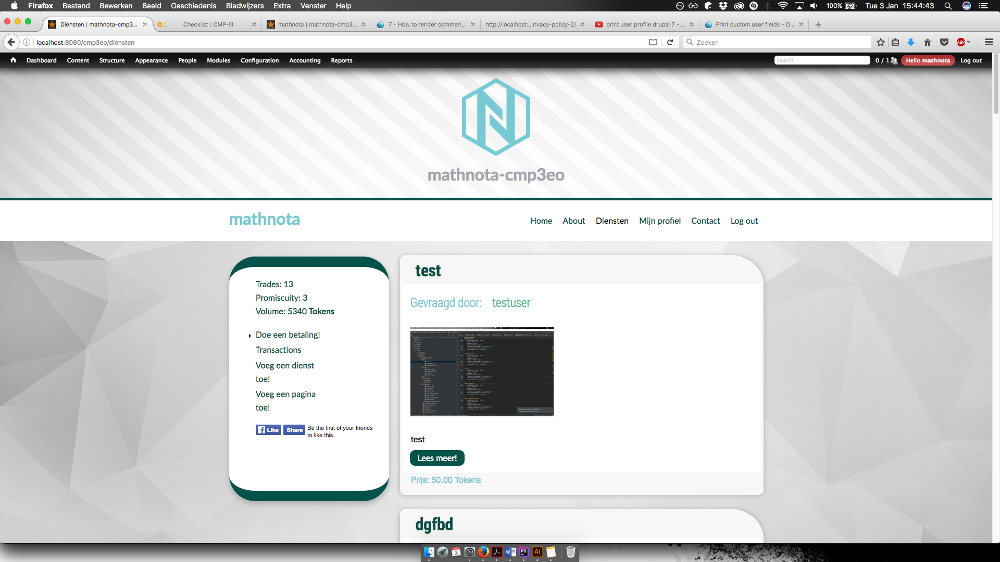 Firefox Bestand Bewerken Beeld Geschiedenis Bladwijzers Extra Venster Help 100% Tue 3 Jan 15:44:43
Diensten | mathnota-cmp3... Checklist | CMP-III mathnota | mathnota-cmp3... 7 - How to render commen... http://localhost:...rivacy-policy-2/ print user profile drupal 7 - ... Print custom user fields - D...
localhost:8080/cmp3eo/diensten Zoeken ABP
Dashboard Content Structure Appearance People Modules Configuration Accounting Reports Search 0 / 1 Hello mathnota Log out
N
mathnota-cmp3eo
mathnota Home About Diensten Mijn profiel Contact Log out
Trades: 13
Promiscuity: 3
Volume: 5340 Tokens
Doe een betaling!
Transactions
Voeg een dienst
toe!
Voeg een pagina
toe!
Like Share Be the first of your friends
to like this.
test
Gevraagd door: testuser
test
Lees meer!
Prijs: 50.00 Tokens
dgfbd
3 W PS Ai